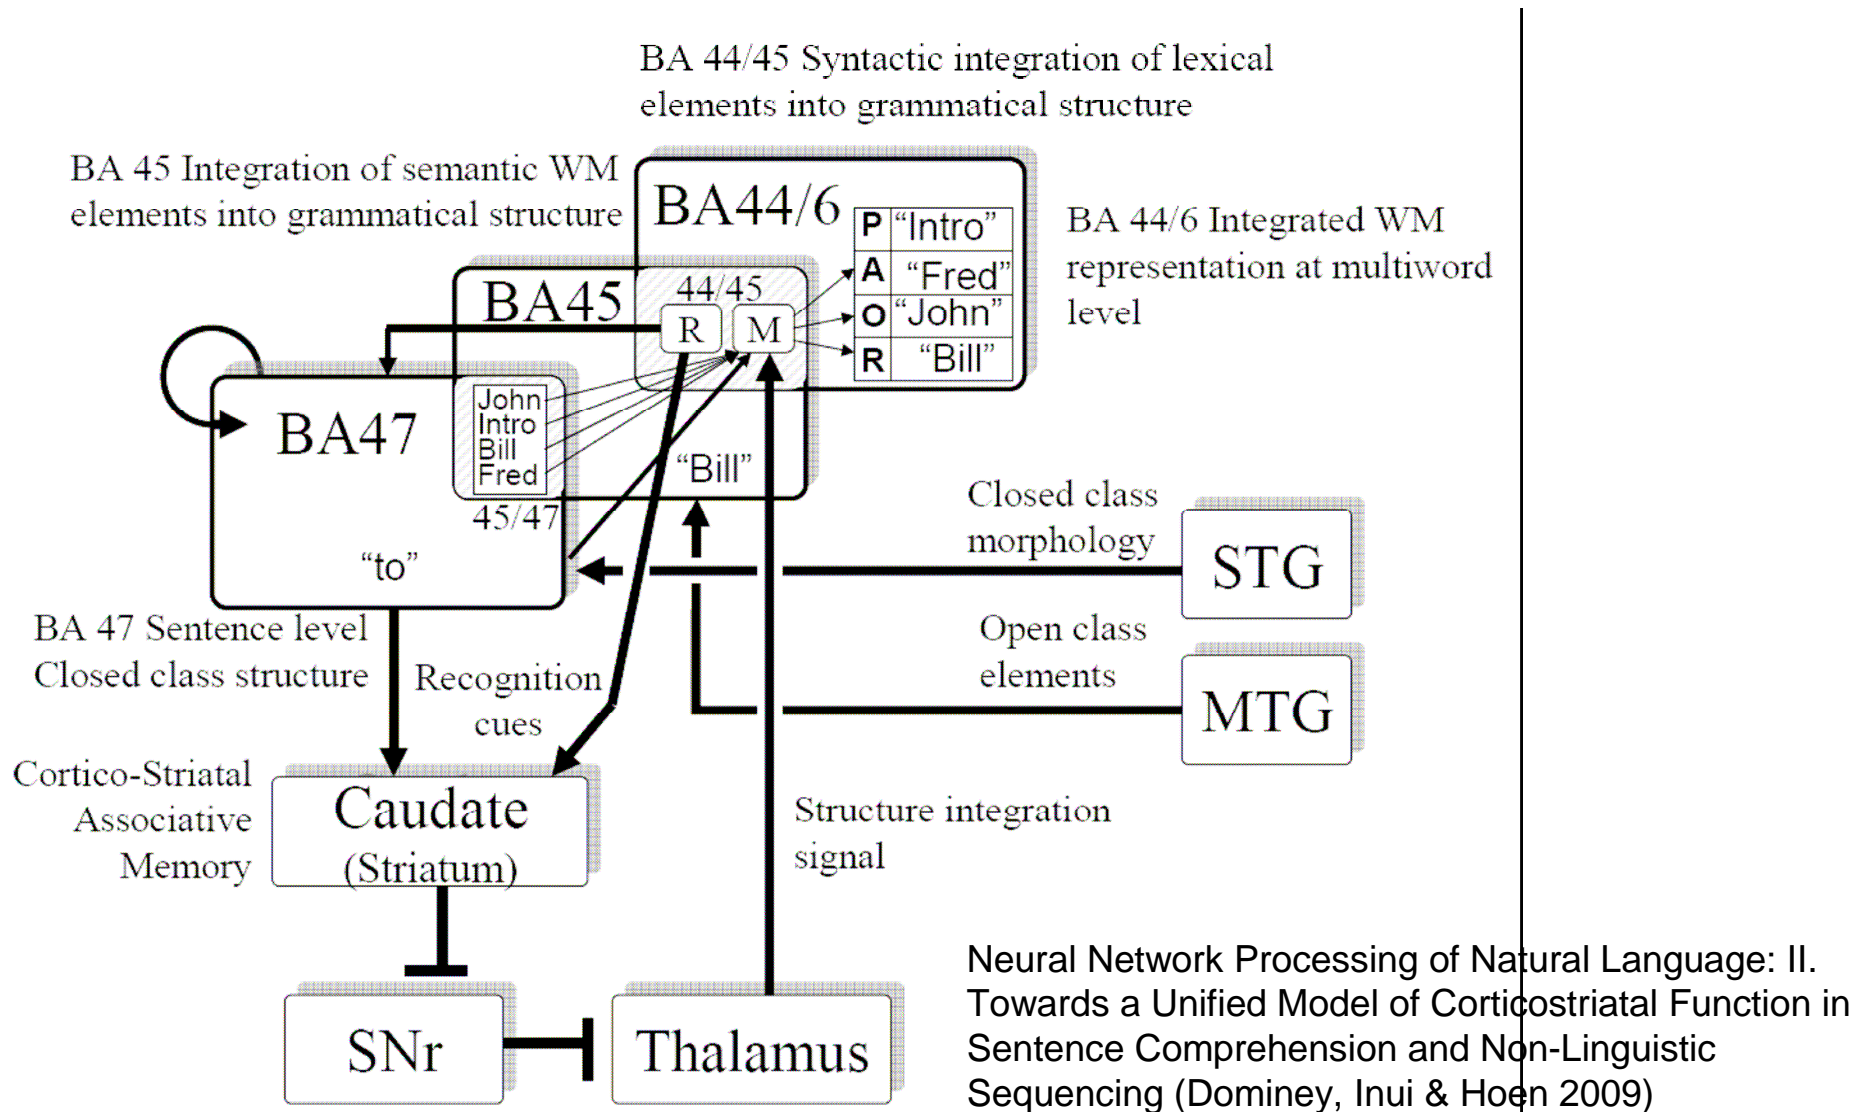 BA 44/45 Syntactic integration of lexical
elements into grammatical structure
BA 45 Integration of semantic WM
elements into grammatical structure
BA44/6
P "Intro"
A "Fred"
O "John"
R "Bill"
BA 44/6 Integrated WM
representation at multiword
level
BA45
44/45
R M
BA47
John
Intro
Bill
Fred
45/47
"Bill"
"to"
Closed class
morphology
STG
Open class
elements
MTG
BA 47 Sentence level
Closed class structure
Recognition
cues
Cortico-Striatal
Associative
Memory
Caudate
(Striatum)
Structure integration
signal
SNr
Thalamus
Neural Network Processing of Natural Language: II.
Towards a Unified Model of Corticostriatal Function in
Sentence Comprehension and Non-Linguistic
Sequencing (Dominey, Inui & Hoen 2009)